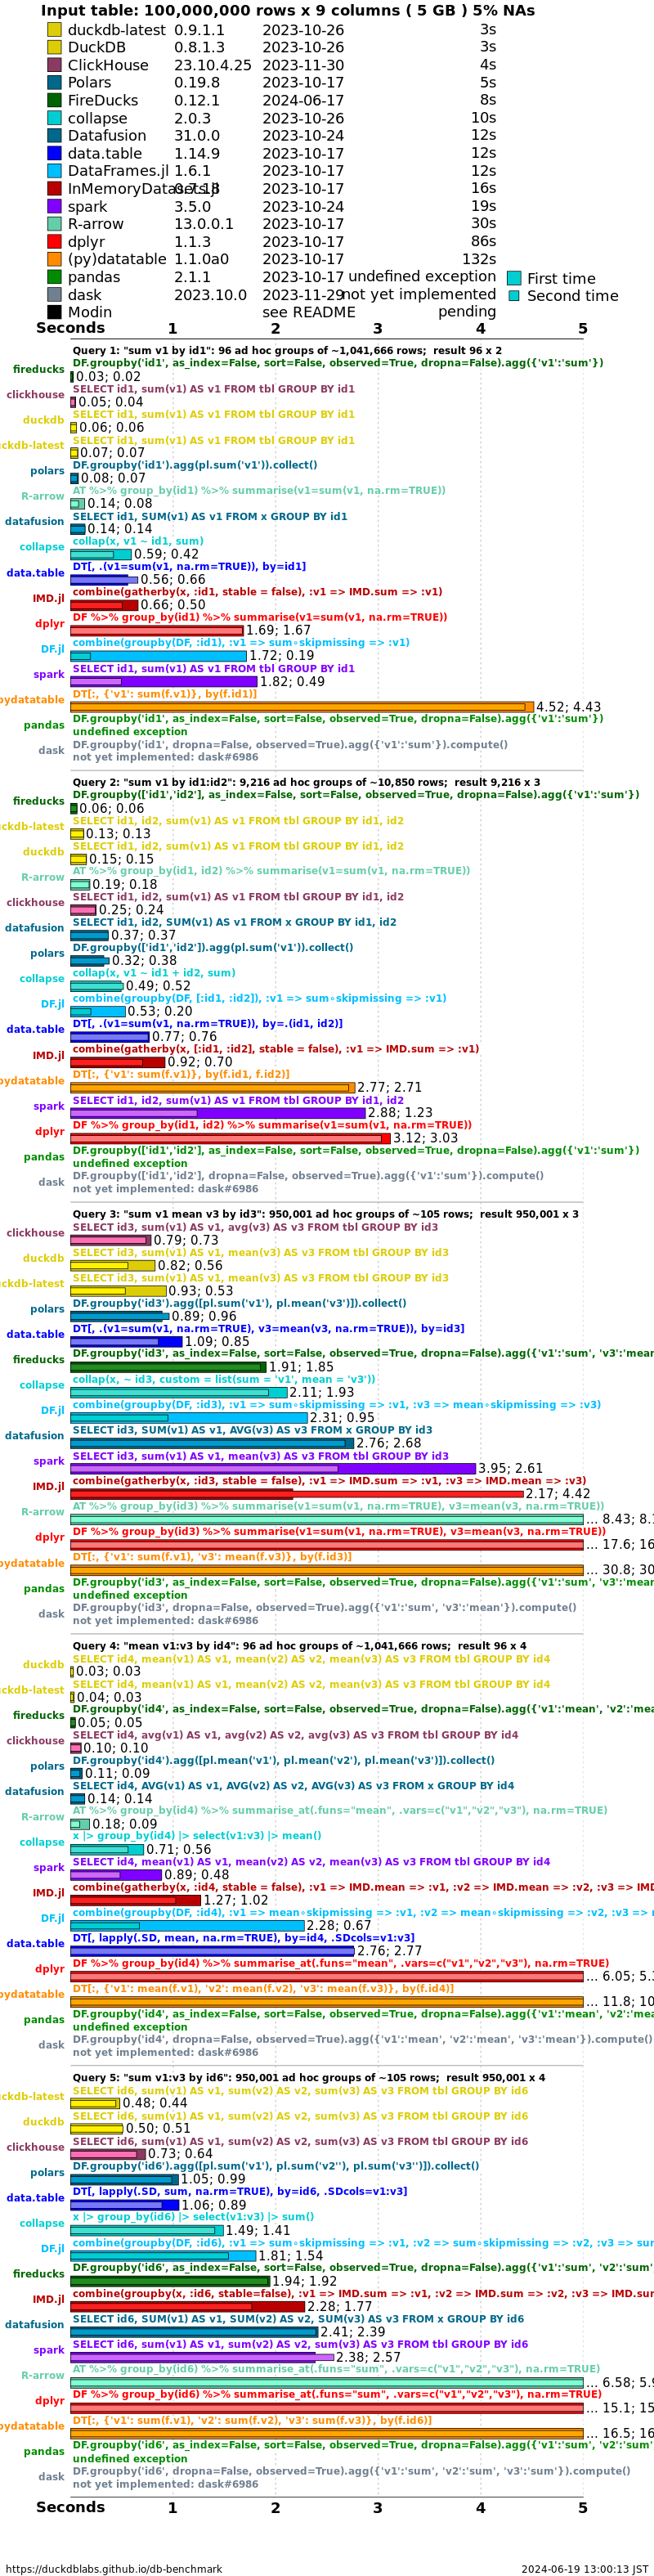 Input table: 100,000,000 rows x 9 columns ( 5 GB ) 5% NAs
duckdb-latest 0.9.1.1 2023-10-26 3s
DuckDB 0.8.1.3 2023-10-26 3s
ClickHouse 23.10.4.25 2023-11-30 4s
Polars 0.19.8 2023-10-17 5s
FireDucks 0.12.1 2024-06-17 8s
collapse 2.0.3 2023-10-26 10s
Datafusion 31.0.0 2023-10-24 12s
data.table 1.14.9 2023-10-17 12s
DataFrames.jl 1.6.1 2023-10-17 12s
InMemoryDatasets.jl 0.7.18 2023-10-17 16s
spark 3.5.0 2023-10-24 19s
R-arrow 13.0.0.1 2023-10-17 30s
dplyr 1.1.3 2023-10-17 86s
(py)datatable 1.1.0a0 2023-10-17 132s
pandas 2.1.1 2023-10-17 undefined exception
First time
dask 2023.10.0 2023-11-29 not yet implemented
Second time
Modin see README pending
Seconds 1 2 3 4 5
Query 1: "sum v1 by id1": 96 ad hoc groups of ~1,041,666 rows; result 96 x 2
fireducks DF.groupby('id1', as_index=False, sort=False, observed=True, dropna=False).agg({'v1':'sum'})
0.03; 0.02
clickhouse SELECT id1, sum(v1) AS v1 FROM tbl GROUP BY id1
0.05; 0.04
duckdb SELECT id1, sum(v1) AS v1 FROM tbl GROUP BY id1
0.06; 0.06
uckdb-latest SELECT id1, sum(v1) AS v1 FROM tbl GROUP BY id1
0.07; 0.07
polars DF.groupby('id1').agg(pl.sum('v1')).collect()
0.08; 0.07
R-arrow AT %>% group_by(id1) %>% summarise(v1=sum(v1, na.rm=TRUE))
0.14; 0.08
datafusion SELECT id1, SUM(v1) AS v1 FROM x GROUP BY id1
0.14; 0.14
collapse collap(x, v1 ~ id1, sum)
0.59; 0.42
data.table DT[, .(v1=sum(v1, na.rm=TRUE)), by=id1]
0.56; 0.66
IMD.jl combine(gatherby(x, :id1, stable = false), :v1 => IMD.sum => :v1)
0.66; 0.50
dplyr DF %>% group_by(id1) %>% summarise(v1=sum(v1, na.rm=TRUE))
1.69; 1.67
DF.jl combine(groupby(DF, :id1), :v1 => sum∘skipmissing => :v1)
1.72; 0.19
spark SELECT id1, sum(v1) AS v1 FROM tbl GROUP BY id1
1.82; 0.49
pydatatable DT[:, {'v1': sum(f.v1)}, by(f.id1)]
4.52; 4.43
pandas DF.groupby('id1', as_index=False, sort=False, observed=True, dropna=False).agg({'v1':'sum'})
undefined exception
dask DF.groupby('id1', dropna=False, observed=True).agg({'v1':'sum'}).compute()
not yet implemented: dask#6986
Query 2: "sum v1 by id1:id2": 9,216 ad hoc groups of ~10,850 rows; result 9,216 x 3
fireducks DF.groupby(['id1','id2'], as_index=False, sort=False, observed=True, dropna=False).agg({'v1':'sum'})
0.06; 0.06
uckdb-latest SELECT id1, id2, sum(v1) AS v1 FROM tbl GROUP BY id1, id2
0.13; 0.13
duckdb SELECT id1, id2, sum(v1) AS v1 FROM tbl GROUP BY id1, id2
0.15; 0.15
R-arrow AT %>% group_by(id1, id2) %>% summarise(v1=sum(v1, na.rm=TRUE))
0.19; 0.18
clickhouse SELECT id1, id2, sum(v1) AS v1 FROM tbl GROUP BY id1, id2
0.25; 0.24
datafusion SELECT id1, id2, SUM(v1) AS v1 FROM x GROUP BY id1, id2
0.37; 0.37
polars DF.groupby(['id1','id2']).agg(pl.sum('v1')).collect()
0.32; 0.38
collapse collap(x, v1 ~ id1 + id2, sum)
0.49; 0.52
DF.jl combine(groupby(DF, [:id1, :id2]), :v1 => sum∘skipmissing => :v1)
0.53; 0.20
data.table DT[, .(v1=sum(v1, na.rm=TRUE)), by=.(id1, id2)]
0.77; 0.76
IMD.jl combine(gatherby(x, [:id1, :id2], stable = false), :v1 => IMD.sum => :v1)
0.92; 0.70
pydatatable DT[:, {'v1': sum(f.v1)}, by(f.id1, f.id2)]
2.77; 2.71
spark SELECT id1, id2, sum(v1) AS v1 FROM tbl GROUP BY id1, id2
2.88; 1.23
dplyr DF %>% group_by(id1, id2) %>% summarise(v1=sum(v1, na.rm=TRUE))
3.12; 3.03
pandas DF.groupby(['id1','id2'], as_index=False, sort=False, observed=True, dropna=False).agg({'v1':'sum'})
undefined exception
dask DF.groupby(['id1','id2'], dropna=False, observed=True).agg({'v1':'sum'}).compute()
not yet implemented: dask#6986
Query 3: "sum v1 mean v3 by id3": 950,001 ad hoc groups of ~105 rows; result 950,001 x 3
clickhouse SELECT id3, sum(v1) AS v1, avg(v3) AS v3 FROM tbl GROUP BY id3
0.79; 0.73
duckdb SELECT id3, sum(v1) AS v1, mean(v3) AS v3 FROM tbl GROUP BY id3
0.82; 0.56
uckdb-latest SELECT id3, sum(v1) AS v1, mean(v3) AS v3 FROM tbl GROUP BY id3
0.93; 0.53
polars DF.groupby('id3').agg([pl.sum('v1'), pl.mean('v3')]).collect()
0.89; 0.96
data.table DT[, .(v1=sum(v1, na.rm=TRUE), v3=mean(v3, na.rm=TRUE)), by=id3]
1.09; 0.85
fireducks DF.groupby('id3', as_index=False, sort=False, observed=True, dropna=False).agg({'v1':'sum', 'v3':'mean
1.91; 1.85
collapse collap(x, ~ id3, custom = list(sum = 'v1', mean = 'v3'))
2.11; 1.93
DF.jl combine(groupby(DF, :id3), :v1 => sum∘skipmissing => :v1, :v3 => mean∘skipmissing => :v3)
2.31; 0.95
datafusion SELECT id3, SUM(v1) AS v1, AVG(v3) AS v3 FROM x GROUP BY id3
2.76; 2.68
spark SELECT id3, sum(v1) AS v1, mean(v3) AS v3 FROM tbl GROUP BY id3
3.95; 2.61
IMD.jl combine(gatherby(x, :id3, stable = false), :v1 => IMD.sum => :v1, :v3 => IMD.mean => :v3)
2.17; 4.42
R-arrow AT %>% group_by(id3) %>% summarise(v1=sum(v1, na.rm=TRUE), v3=mean(v3, na.rm=TRUE))
... 8.43; 8.
dplyr DF %>% group_by(id3) %>% summarise(v1=sum(v1, na.rm=TRUE), v3=mean(v3, na.rm=TRUE))
... 17.6; 16
pydatatable DT[:, {'v1': sum(f.v1), 'v3': mean(f.v3)}, by(f.id3)]
... 30.8; 30
pandas DF.groupby('id3', as_index=False, sort=False, observed=True, dropna=False).agg({'v1':'sum', 'v3':'mean
undefined exception
dask DF.groupby('id3', dropna=False, observed=True).agg({'v1':'sum', 'v3':'mean'}).compute()
not yet implemented: dask#6986
Query 4: "mean v1:v3 by id4": 96 ad hoc groups of ~1,041,666 rows; result 96 x 4
duckdb SELECT id4, mean(v1) AS v1, mean(v2) AS v2, mean(v3) AS v3 FROM tbl GROUP BY id4
0.03; 0.03
uckdb-latest SELECT id4, mean(v1) AS v1, mean(v2) AS v2, mean(v3) AS v3 FROM tbl GROUP BY id4
0.04; 0.03
fireducks DF.groupby('id4', as_index=False, sort=False, observed=True, dropna=False).agg({'v1':'mean', 'v2':'mea
0.05; 0.05
clickhouse SELECT id4, avg(v1) AS v1, avg(v2) AS v2, avg(v3) AS v3 FROM tbl GROUP BY id4
0.10; 0.10
polars DF.groupby('id4').agg([pl.mean('v1'), pl.mean('v2'), pl.mean('v3')]).collect()
0.11; 0.09
datafusion SELECT id4, AVG(v1) AS v1, AVG(v2) AS v2, AVG(v3) AS v3 FROM x GROUP BY id4
0.14; 0.14
R-arrow AT %>% group_by(id4) %>% summarise_at(.funs="mean", .vars=c("v1","v2","v3"), na.rm=TRUE)
0.18; 0.09
collapse x |> group_by(id4) |> select(v1:v3) |> mean()
0.71; 0.56
spark SELECT id4, mean(v1) AS v1, mean(v2) AS v2, mean(v3) AS v3 FROM tbl GROUP BY id4
0.89; 0.48
IMD.jl combine(gatherby(x, :id4, stable = false), :v1 => IMD.mean => :v1, :v2 => IMD.mean => :v2, :v3 => IMD
1.27; 1.02
DF.jl combine(groupby(DF, :id4), :v1 => mean∘skipmissing => :v1, :v2 => mean∘skipmissing => :v2, :v3 =>
2.28; 0.67
data.table DT[, lapply(.SD, mean, na.rm=TRUE), by=id4, .SDcols=v1:v3]
2.76; 2.77
dplyr DF %>% group_by(id4) %>% summarise_at(.funs="mean", .vars=c("v1","v2","v3"), na.rm=TRUE)
... 6.05; 5.
pydatatable DT[:, {'v1': mean(f.v1), 'v2': mean(f.v2), 'v3': mean(f.v3)}, by(f.id4)]
... 11.8; 10
pandas DF.groupby('id4', as_index=False, sort=False, observed=True, dropna=False).agg({'v1':'mean', 'v2':'mea
undefined exception
dask DF.groupby('id4', dropna=False, observed=True).agg({'v1':'mean', 'v2':'mean', 'v3':'mean'}).compute()
not yet implemented: dask#6986
Query 5: "sum v1:v3 by id6": 950,001 ad hoc groups of ~105 rows; result 950,001 x 4
uckdb-latest SELECT id6, sum(v1) AS v1, sum(v2) AS v2, sum(v3) AS v3 FROM tbl GROUP BY id6
0.48; 0.44
duckdb SELECT id6, sum(v1) AS v1, sum(v2) AS v2, sum(v3) AS v3 FROM tbl GROUP BY id6
0.50; 0.51
clickhouse SELECT id6, sum(v1) AS v1, sum(v2) AS v2, sum(v3) AS v3 FROM tbl GROUP BY id6
0.73; 0.64
polars DF.groupby('id6').agg([pl.sum('v1'), pl.sum('v2''), pl.sum('v3'')]).collect()
1.05; 0.99
data.table DT[, lapply(.SD, sum, na.rm=TRUE), by=id6, .SDcols=v1:v3]
1.06; 0.89
collapse x |> group_by(id6) |> select(v1:v3) |> sum()
1.49; 1.41
DF.jl combine(groupby(DF, :id6), :v1 => sum∘skipmissing => :v1, :v2 => sum∘skipmissing => :v2, :v3 => sum
1.81; 1.54
fireducks DF.groupby('id6', as_index=False, sort=False, observed=True, dropna=False).agg({'v1':'sum', 'v2':'sum'
1.94; 1.92
IMD.jl combine(groupby(x, :id6, stable=false), :v1 => IMD.sum => :v1, :v2 => IMD.sum => :v2, :v3 => IMD.sum
2.28; 1.77
datafusion SELECT id6, SUM(v1) AS v1, SUM(v2) AS v2, SUM(v3) AS v3 FROM x GROUP BY id6
2.41; 2.39
spark SELECT id6, sum(v1) AS v1, sum(v2) AS v2, sum(v3) AS v3 FROM tbl GROUP BY id6
2.38; 2.57
R-arrow AT %>% group_by(id6) %>% summarise_at(.funs="sum", .vars=c("v1","v2","v3"), na.rm=TRUE)
... 6.58; 5.9
dplyr DF %>% group_by(id6) %>% summarise_at(.funs="sum", .vars=c("v1","v2","v3"), na.rm=TRUE)
... 15.1; 15
pydatatable DT[:, {'v1': sum(f.v1), 'v2': sum(f.v2), 'v3': sum(f.v3)}, by(f.id6)]
... 16.5; 16
pandas DF.groupby('id6', as_index=False, sort=False, observed=True, dropna=False).agg({'v1':'sum', 'v2':'sum'
undefined exception
dask DF.groupby('id6', dropna=False, observed=True).agg({'v1':'sum', 'v2':'sum', 'v3':'sum'}).compute()
not yet implemented: dask#6986
Seconds 1 2 3 4 5
https://duckdblabs.github.io/db-benchmark 2024-06-19 13:00:13 JST